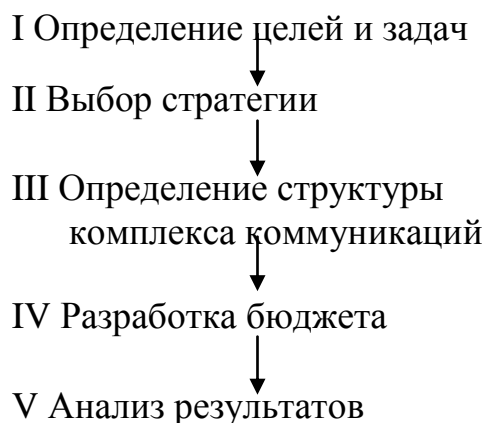 I Определение целей и задач
II Выбор стратегии
III Определение структуры
комплекса коммуникаций
IV Разработка бюджета
V Анализ результатов